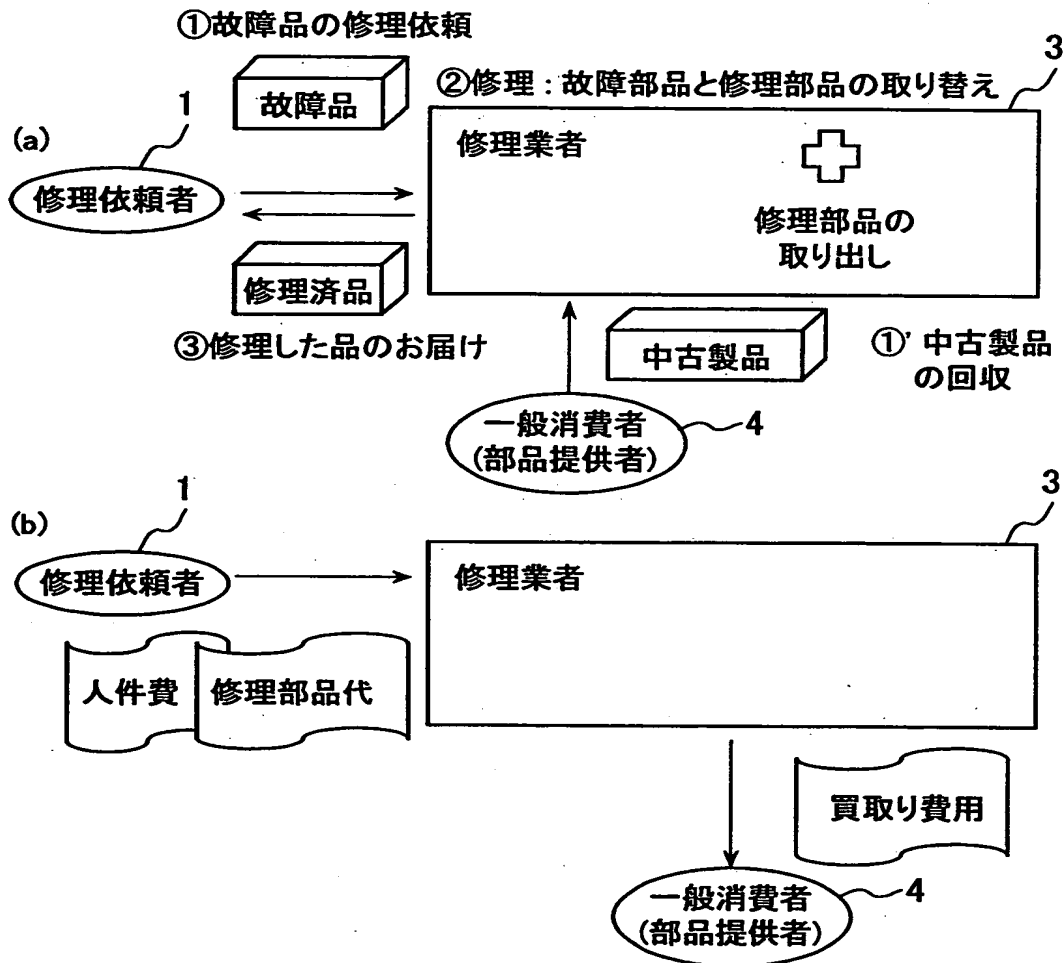 ①故障品の修理依頼
故障品
②修理:故障部品と修理部品の取り替え
3
(a)
1
修理依頼者
修理業者
修理部品の
取り出し
修理済品
③修理した品のお届け
中古製品
①' 中古製品
の回収
一般消費者
(部品提供者)
4
(b)
1
修理依頼者
3
修理業者
人件費
修理部品代
買取り費用
一般消費者
(部品提供者)
4